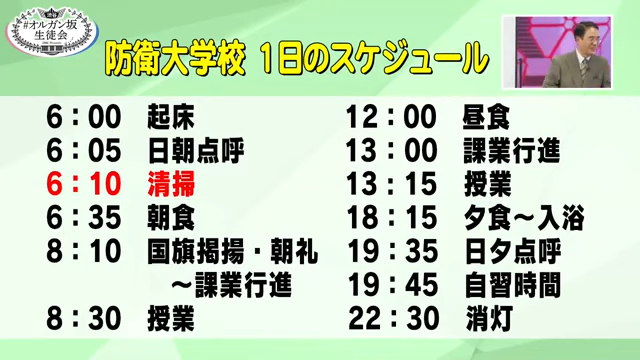 渋谷
#オルガン坂
生徒会
防衛大学校 1日のスケジュール
6:00 起床
6:05 日朝点呼
6:10 清掃
6:35 朝食
8:10 国旗掲揚・朝礼
～課業行進
8:30 授業
12:00 昼食
13:00 課業行進
13:15 授業
18:15 夕食～入浴
19:35 日夕点呼
19:45 自習時間
22:30 消灯